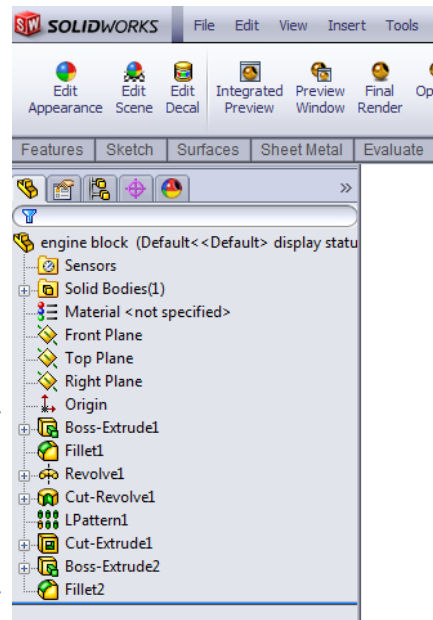 SW SOLIDWORKS File Edit View Insert Tools
Edit Appearance Edit Scene Edit Decal Integrated Preview Preview Window Final Render Op
Features Sketch Surfaces Sheet Metal Evaluate
»
engine block (Default<<Default> display statu
Sensors
Solid Bodies(1)
Material <not specified>
Front Plane
Top Plane
Right Plane
Origin
Boss-Extrude1
Fillet1
Revolve1
Cut-Revolve1
LPattern1
Cut-Extrude1
Boss-Extrude2
Fillet2